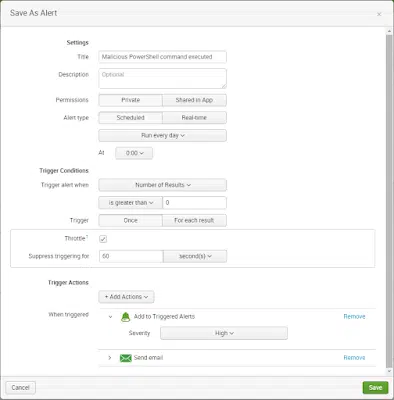 Save As Alert
×
Settings
Title Malicious PowerShell command executed
Description Optional
Permissions Private Shared in App
Alert type Scheduled Real-time
Run every day
At 0:00
Trigger Conditions
Trigger alert when Number of Results
is greater than 0
Trigger Once For each result
Throttle ?
Suppress triggering for 60 second(s)
Trigger Actions
+ Add Actions
When triggered
Add to Triggered Alerts Remove
Severity High
Send email Remove
Cancel Save